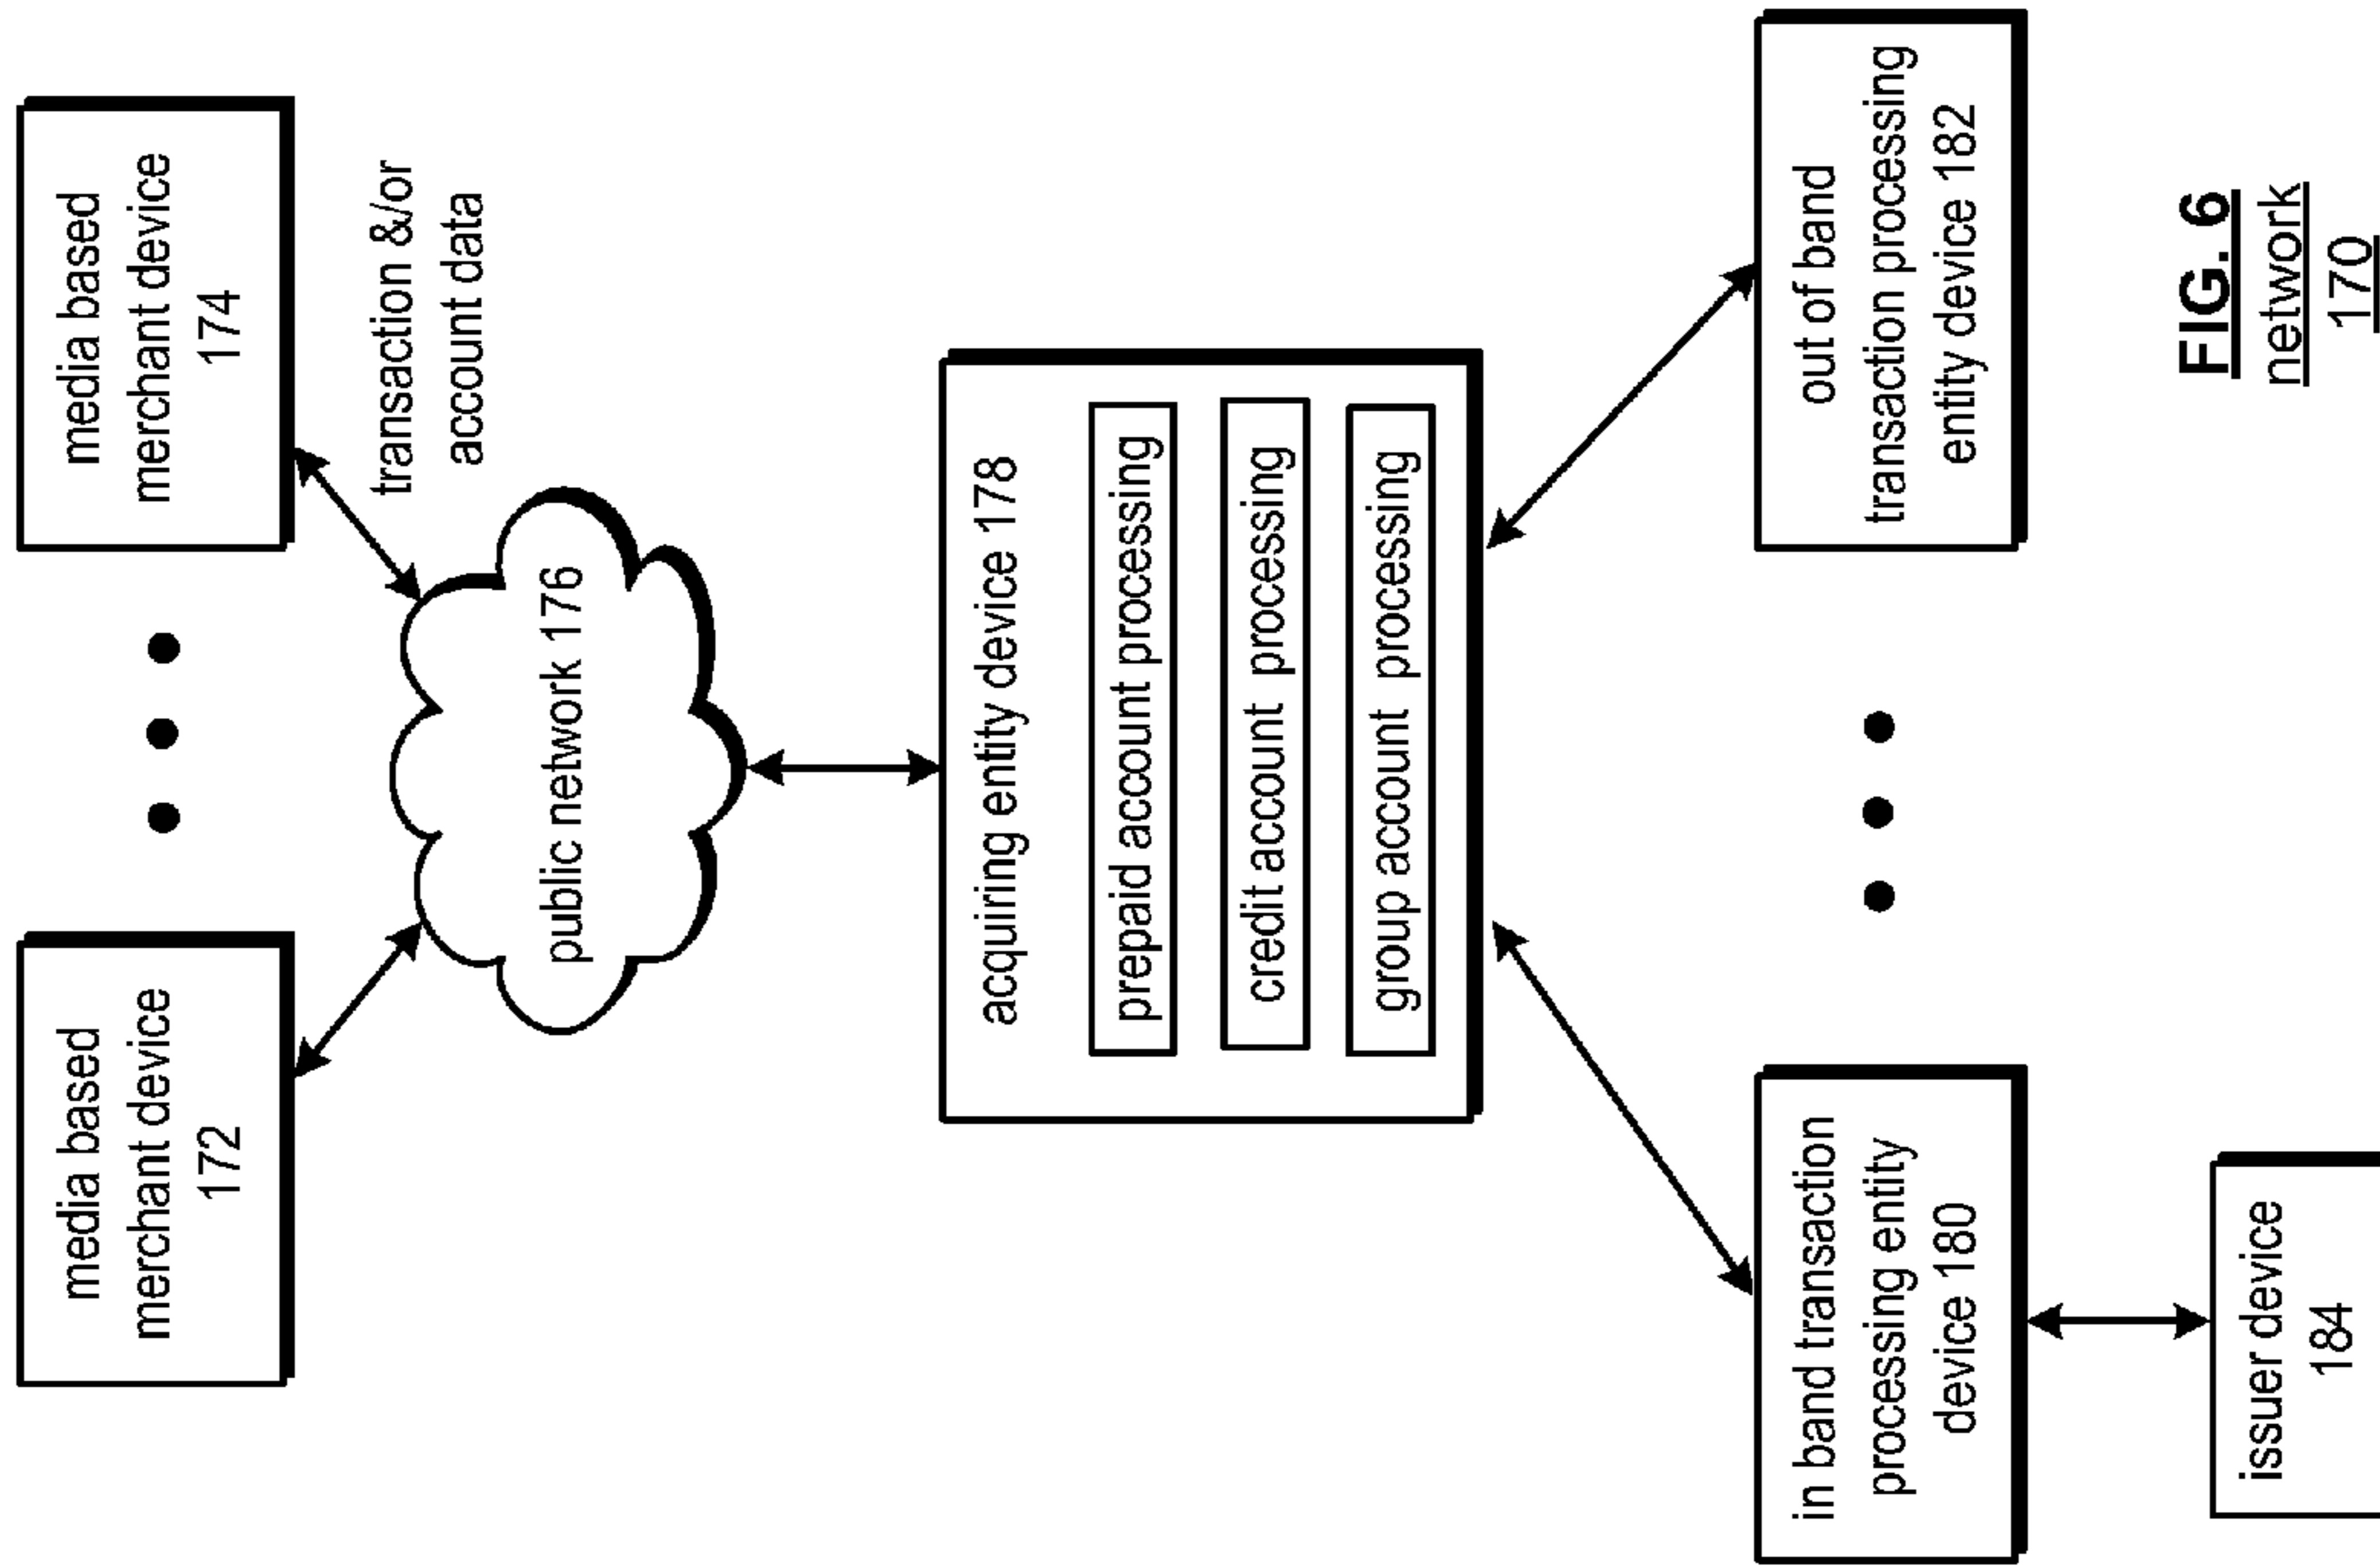 media based
merchant device
172
media based
merchant device
174
transaction &/or
account data
public network 176
acquiring entity device 178
prepaid account processing
credit account processing
group account processing
in band transaction
processing entity
device 180
out of band
transaction processing
entity device 182
issuer device
184
FIG. 6
network
170